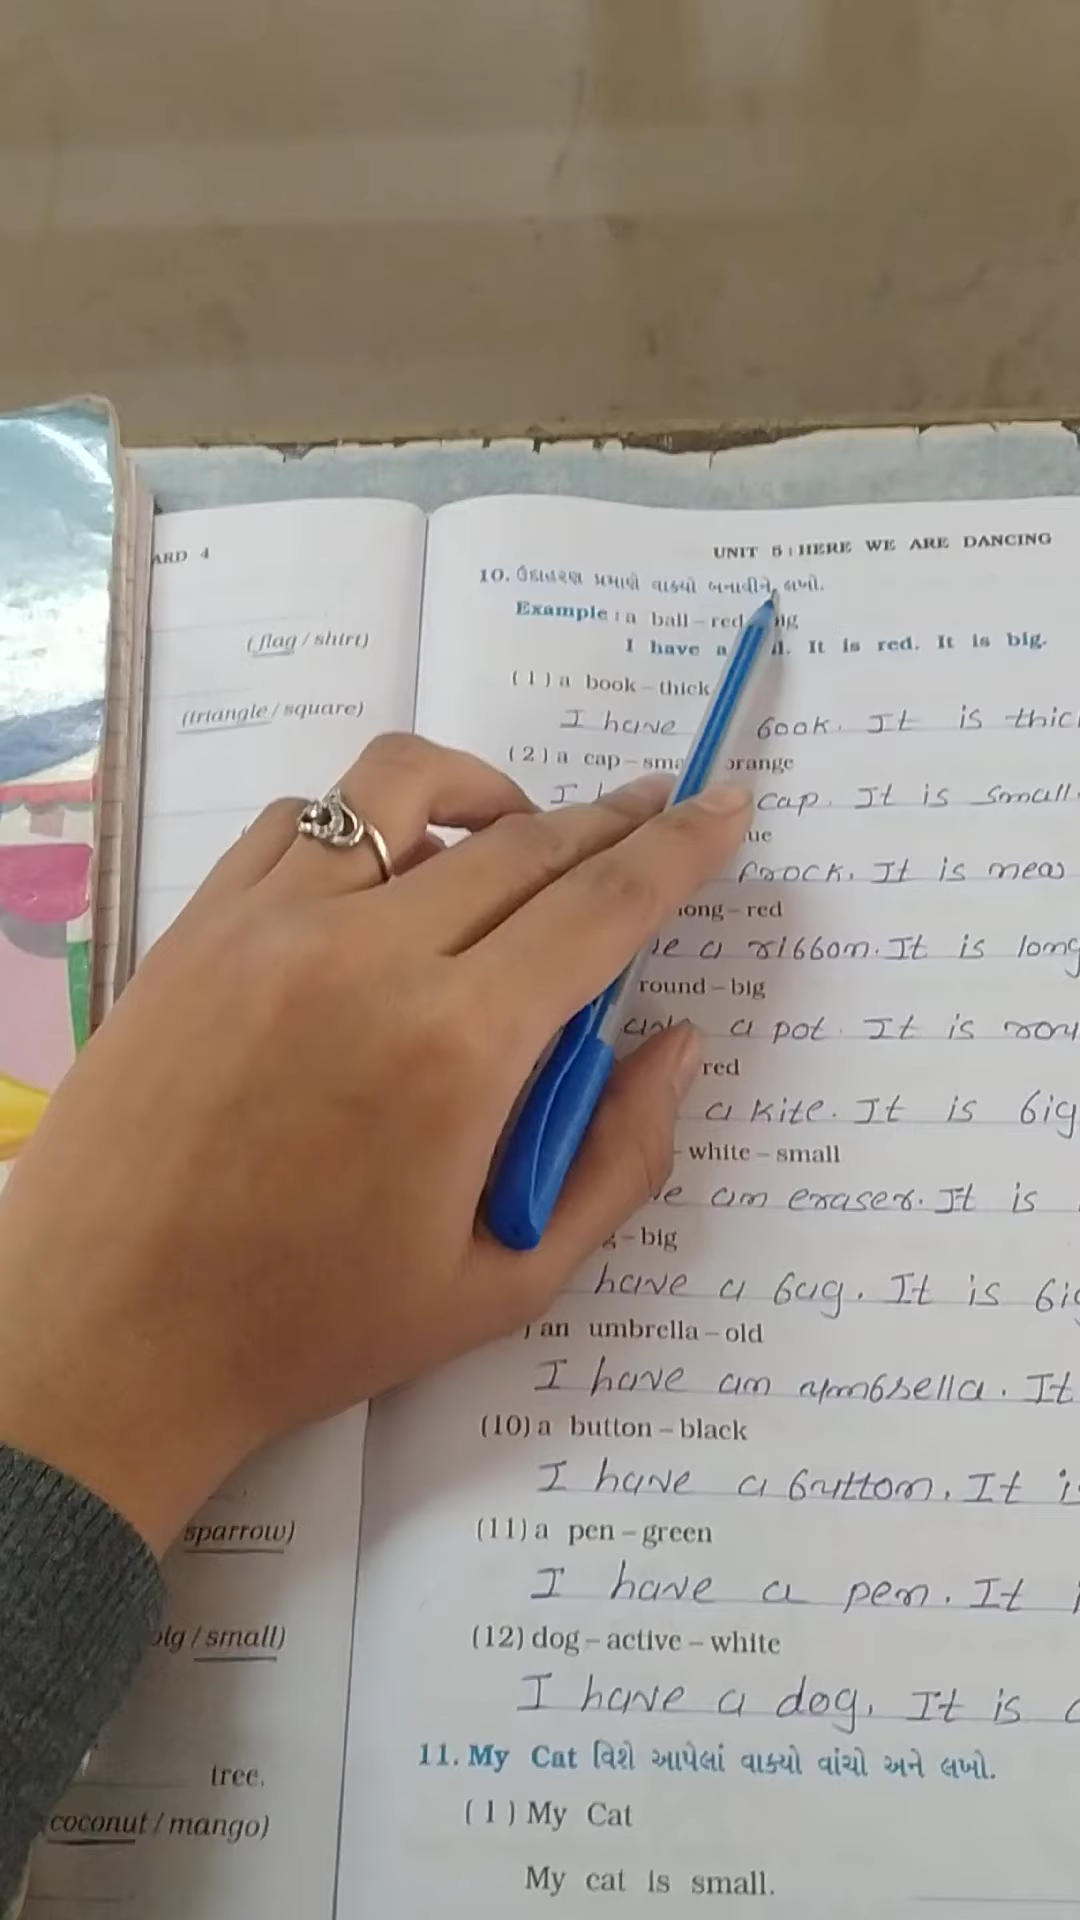 ARD 4
(flag / shirt)
(triangle / square)
sparrow)
/ small)
tree.
coconut / mango)
UNIT 5 : HERE WE ARE DANCING
10. ઉદાહરણ પ્રમાણે વાક્યો બનાવીને લખો.
Example : a ball – red
I have a It is red. It is big.
(1) a book – thick
I have book. It is
(2) a cap – orange
I cap. It is small.
frock. It is new
long – red
a ribbon. It is long
round – big
a pot. It is
red
a kite. It is big
– white – small
an eraser. It is
– big
have a bag. It is
an umbrella – old
I have an umbrella. It
(10) a button – black
I have a button. It
(11) a pen – green
I have a pen. It
(12) dog – active – white
I have a dog. It is
11. My Cat વિશે આપેલાં વાક્યો વાંચો અને લખો.
(1) My Cat
My cat is small.